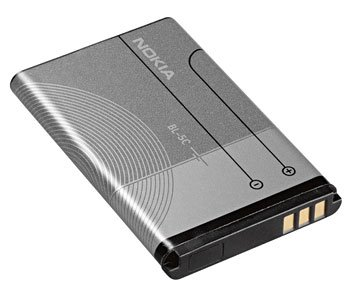 NOKIA
BL-5C
- +